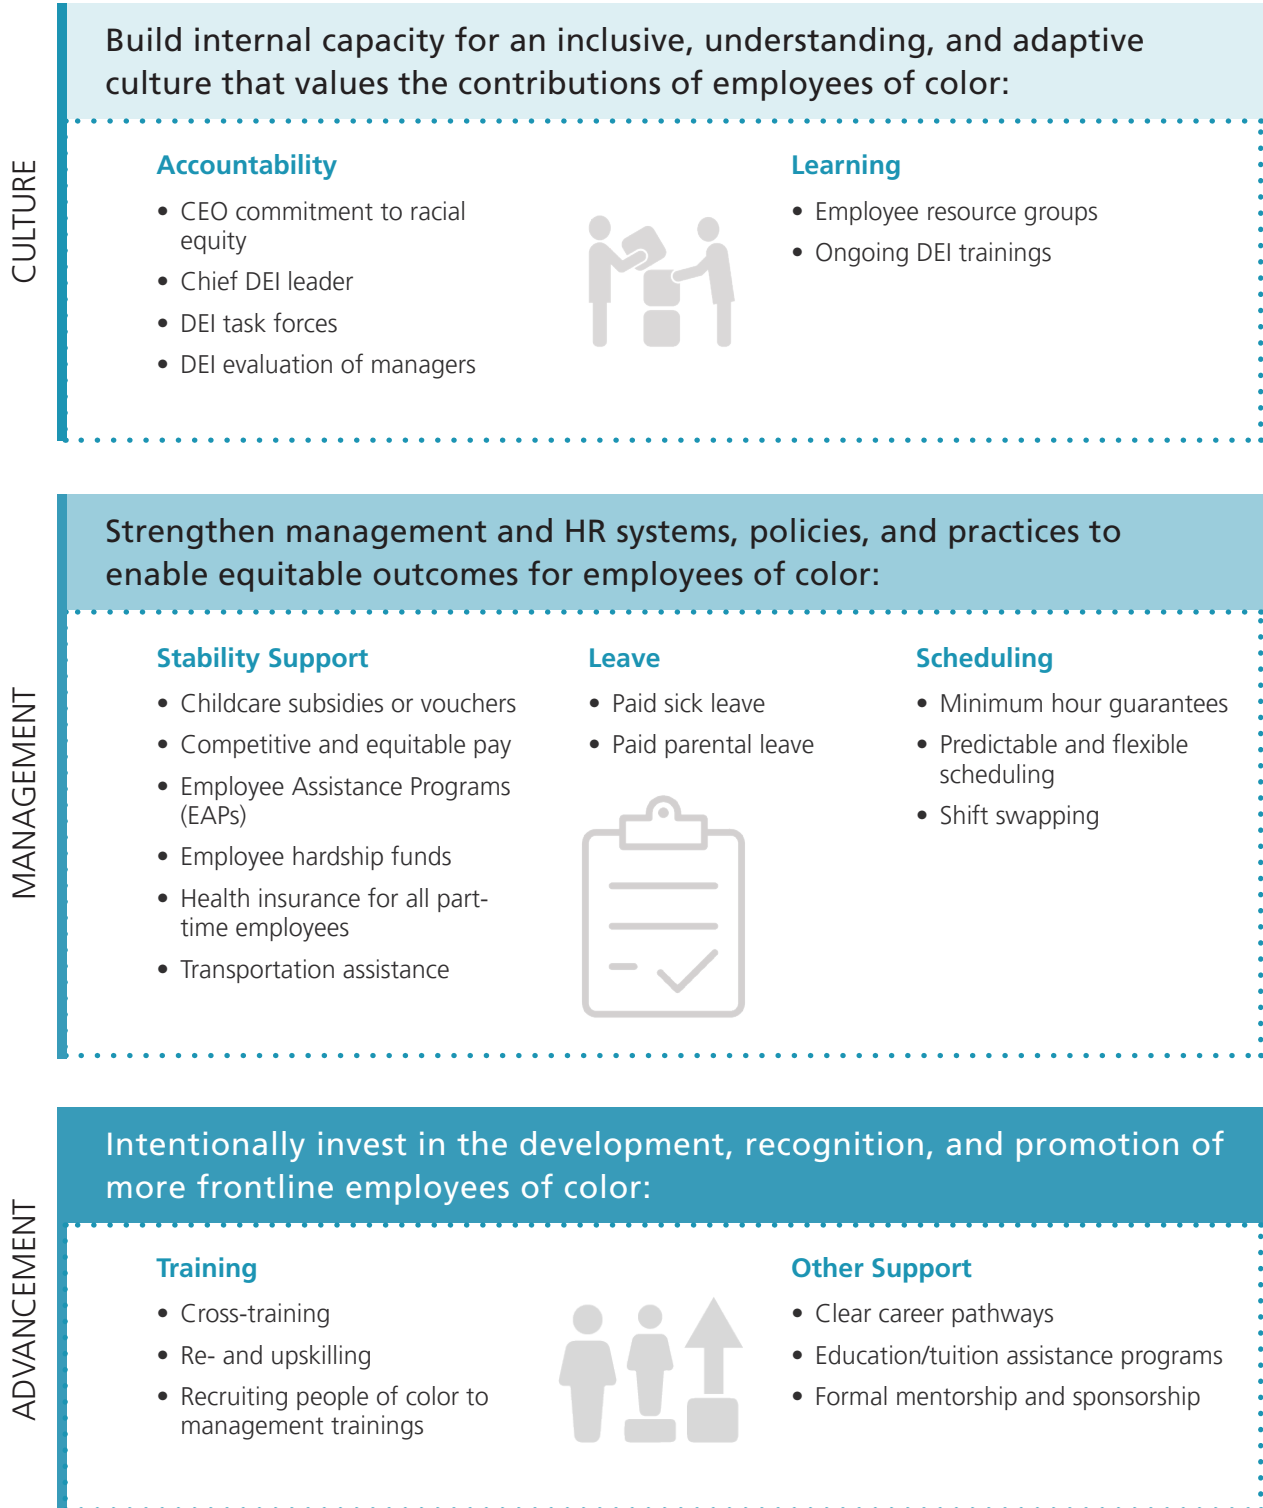 CULTURE
Build internal capacity for an inclusive, understanding, and adaptive
culture that values the contributions of employees of color:
Accountability
• CEO commitment to racial
equity
• Chief DEI leader
• DEI task forces
• DEI evaluation of managers
Learning
• Employee resource groups
• Ongoing DEI trainings
MANAGEMENT
Strengthen management and HR systems, policies, and practices to
enable equitable outcomes for employees of color:
Stability Support
• Childcare subsidies or vouchers
• Competitive and equitable pay
• Employee Assistance Programs
(EAPs)
• Employee hardship funds
• Health insurance for all part-
time employees
• Transportation assistance
Leave
• Paid sick leave
• Paid parental leave
Scheduling
• Minimum hour guarantees
• Predictable and flexible
scheduling
• Shift swapping
ADVANCEMENT
Intentionally invest in the development, recognition, and promotion of
more frontline employees of color:
Training
• Cross-training
• Re- and upskilling
• Recruiting people of color to
management trainings
Other Support
• Clear career pathways
• Education/tuition assistance programs
• Formal mentorship and sponsorship